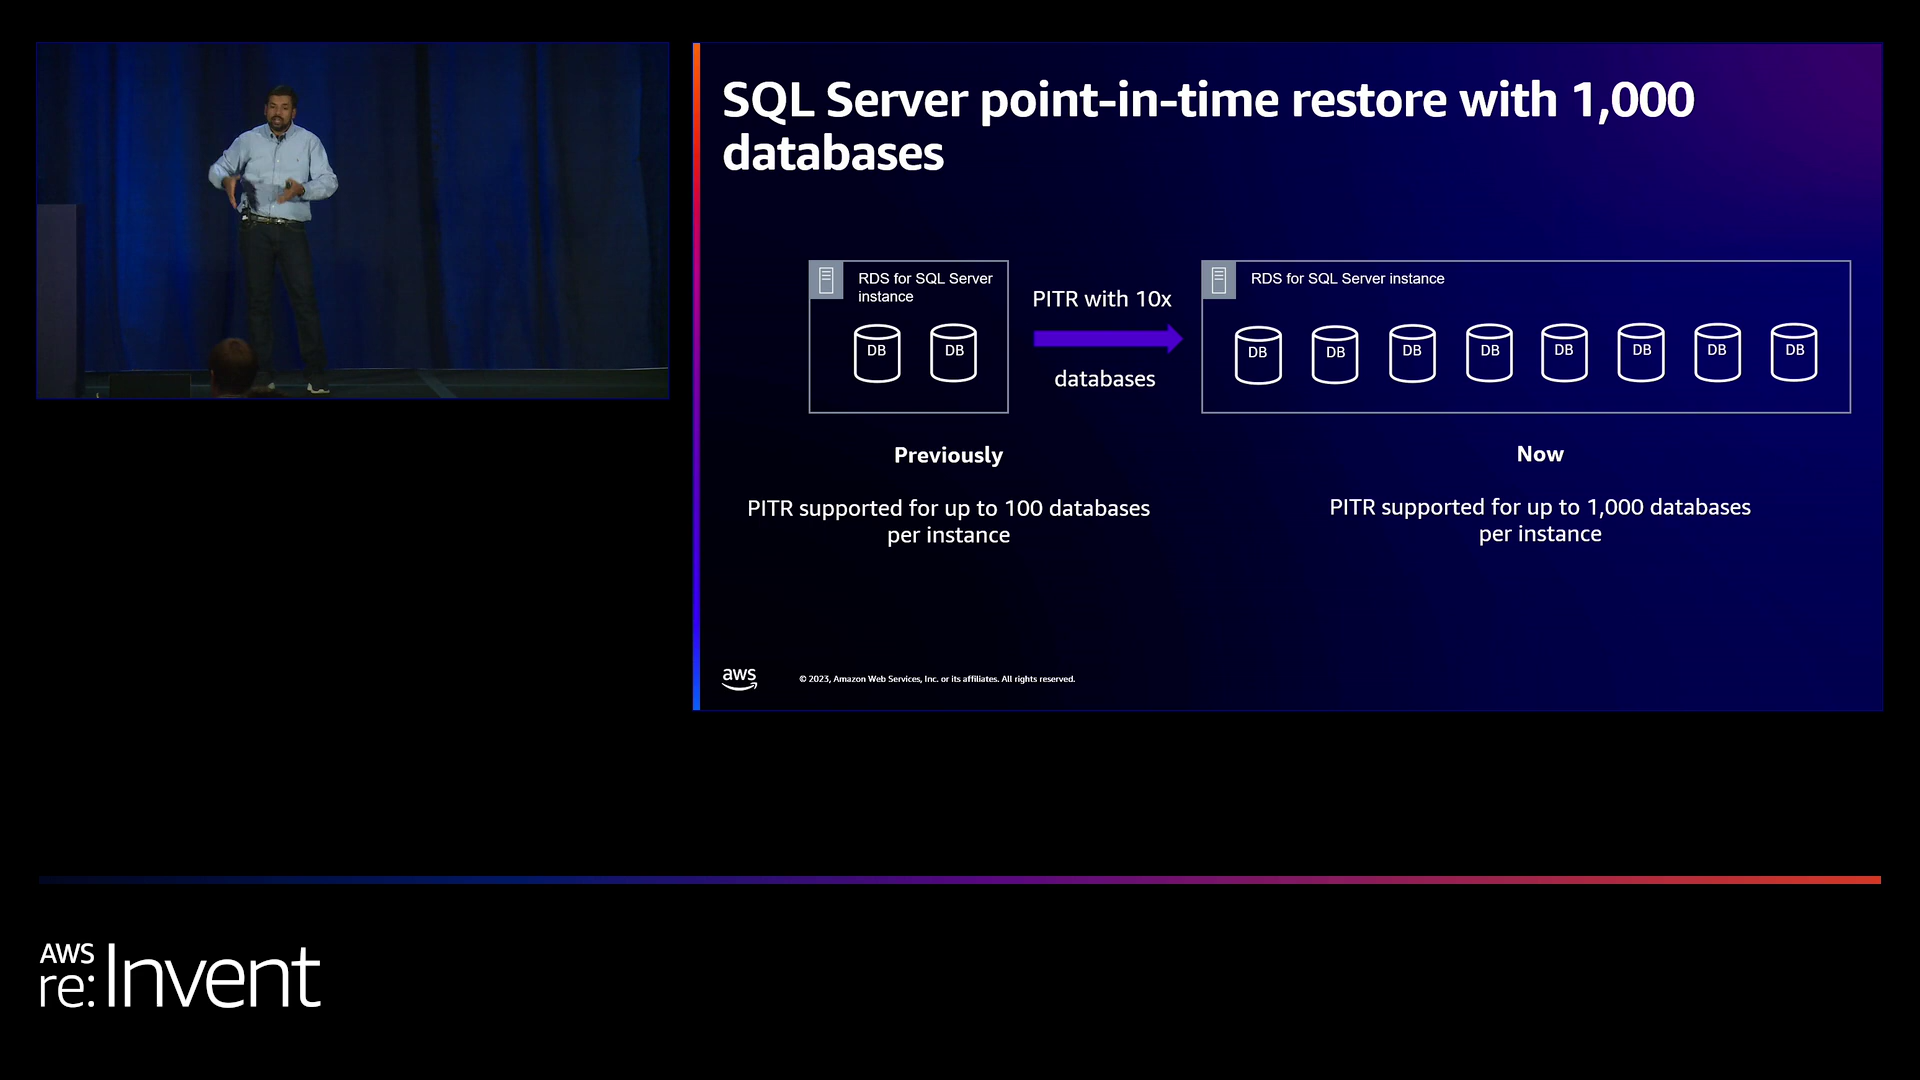 SQL Server point-in-time restore with 1,000
databases
RDS for SQL Server
instance
DB
DB
PITR with 10x
databases
RDS for SQL Server instance
DB
DB
DB
DB
DB
DB
DB
DB
Previously
PITR supported for up to 100 databases
per instance
Now
PITR supported for up to 1,000 databases
per instance
aws
© 2023, Amazon Web Services, Inc. or its affiliates. All rights reserved.
AWS
re:Invent